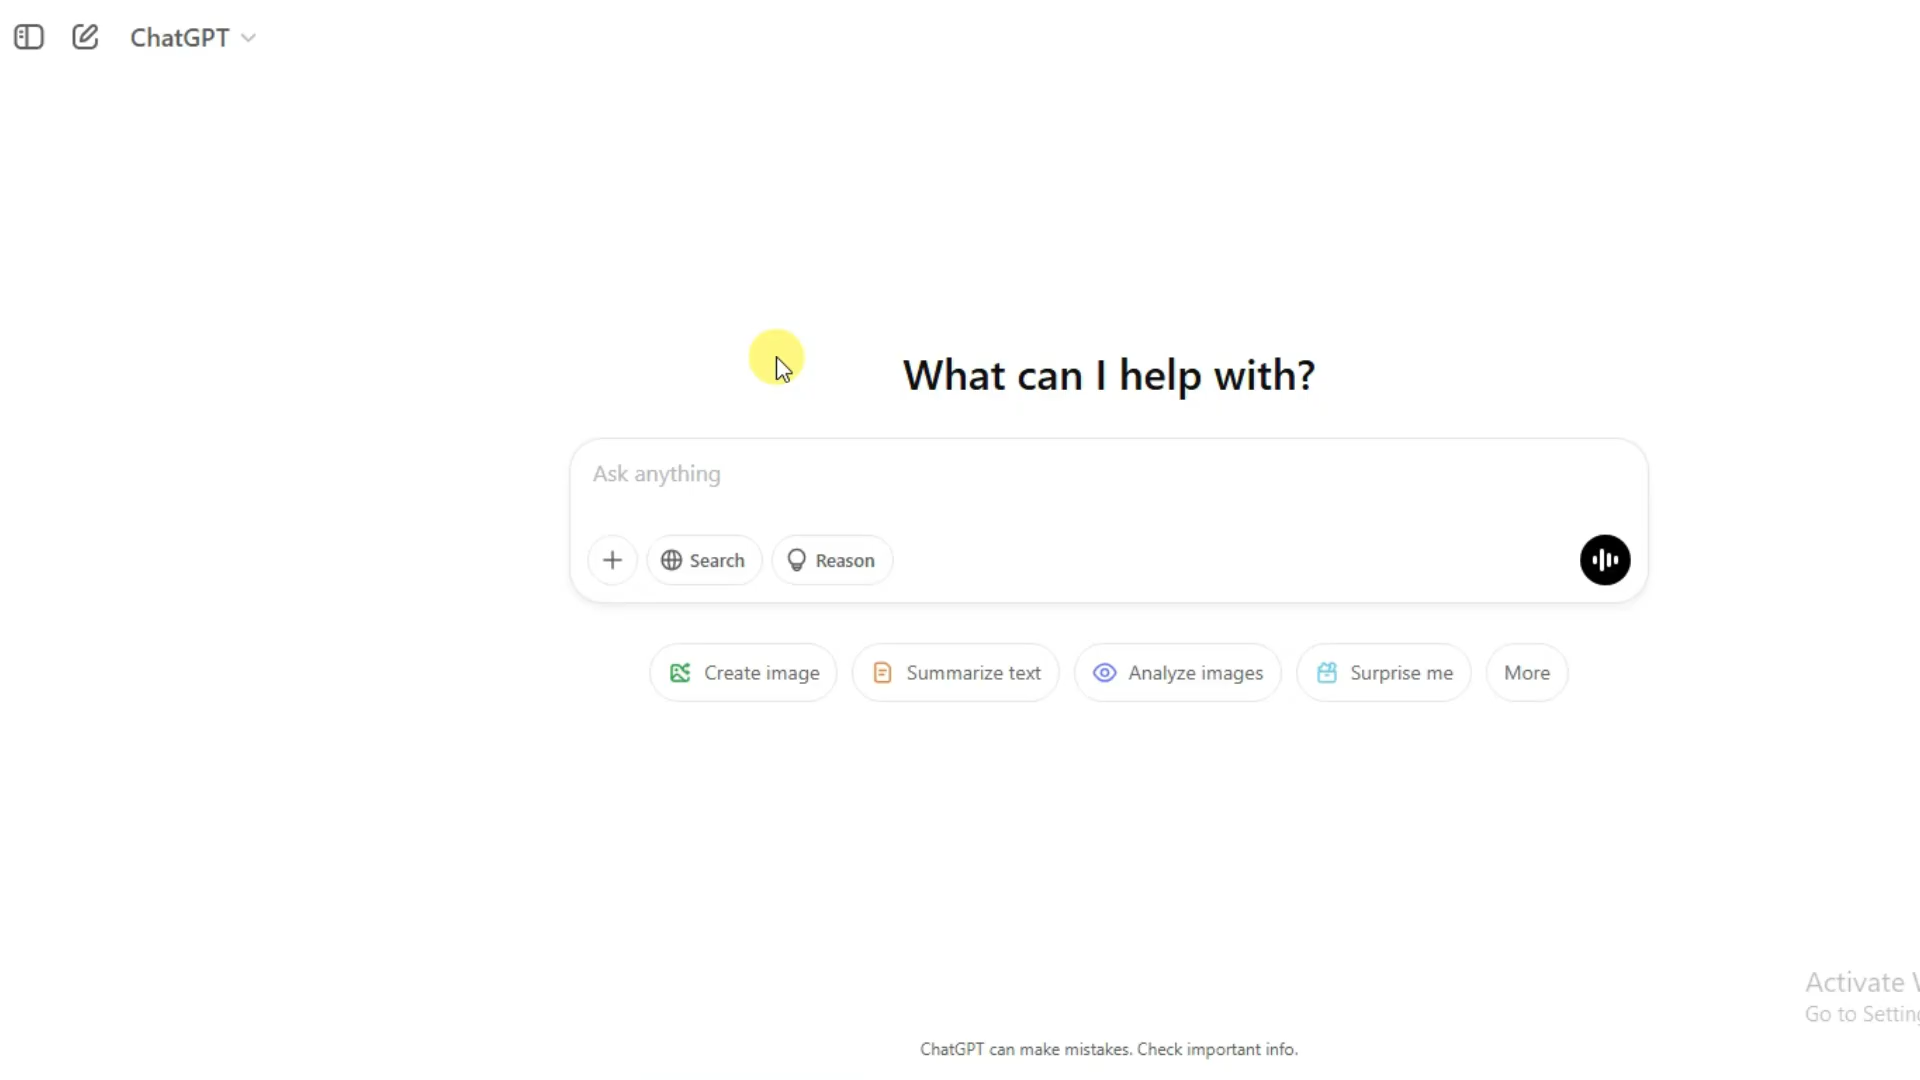 ChatGPT
What can I help with?
Ask anything
Search
Reason
Create image
Summarize text
Analyze images
Surprise me
More
Activate
Go to Setting
ChatGPT can make mistakes. Check important info.